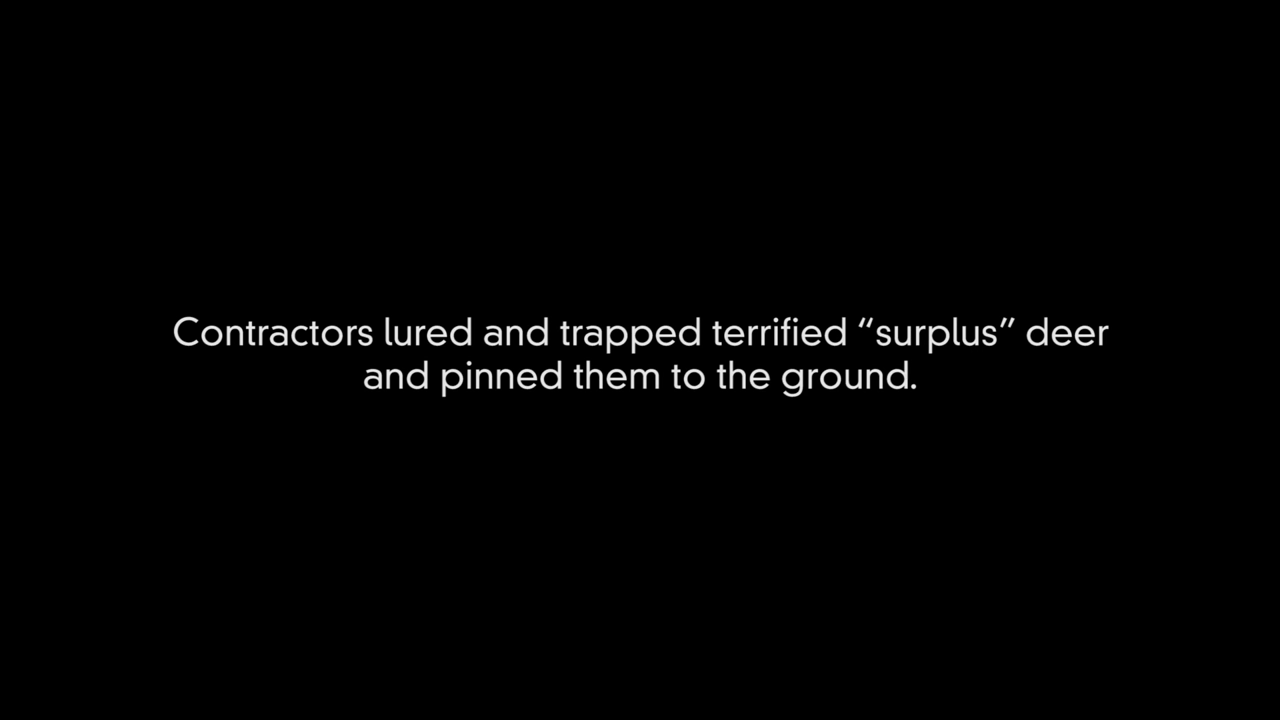 Contractors lured and trapped terrified “surplus” deer
and pinned them to the ground.